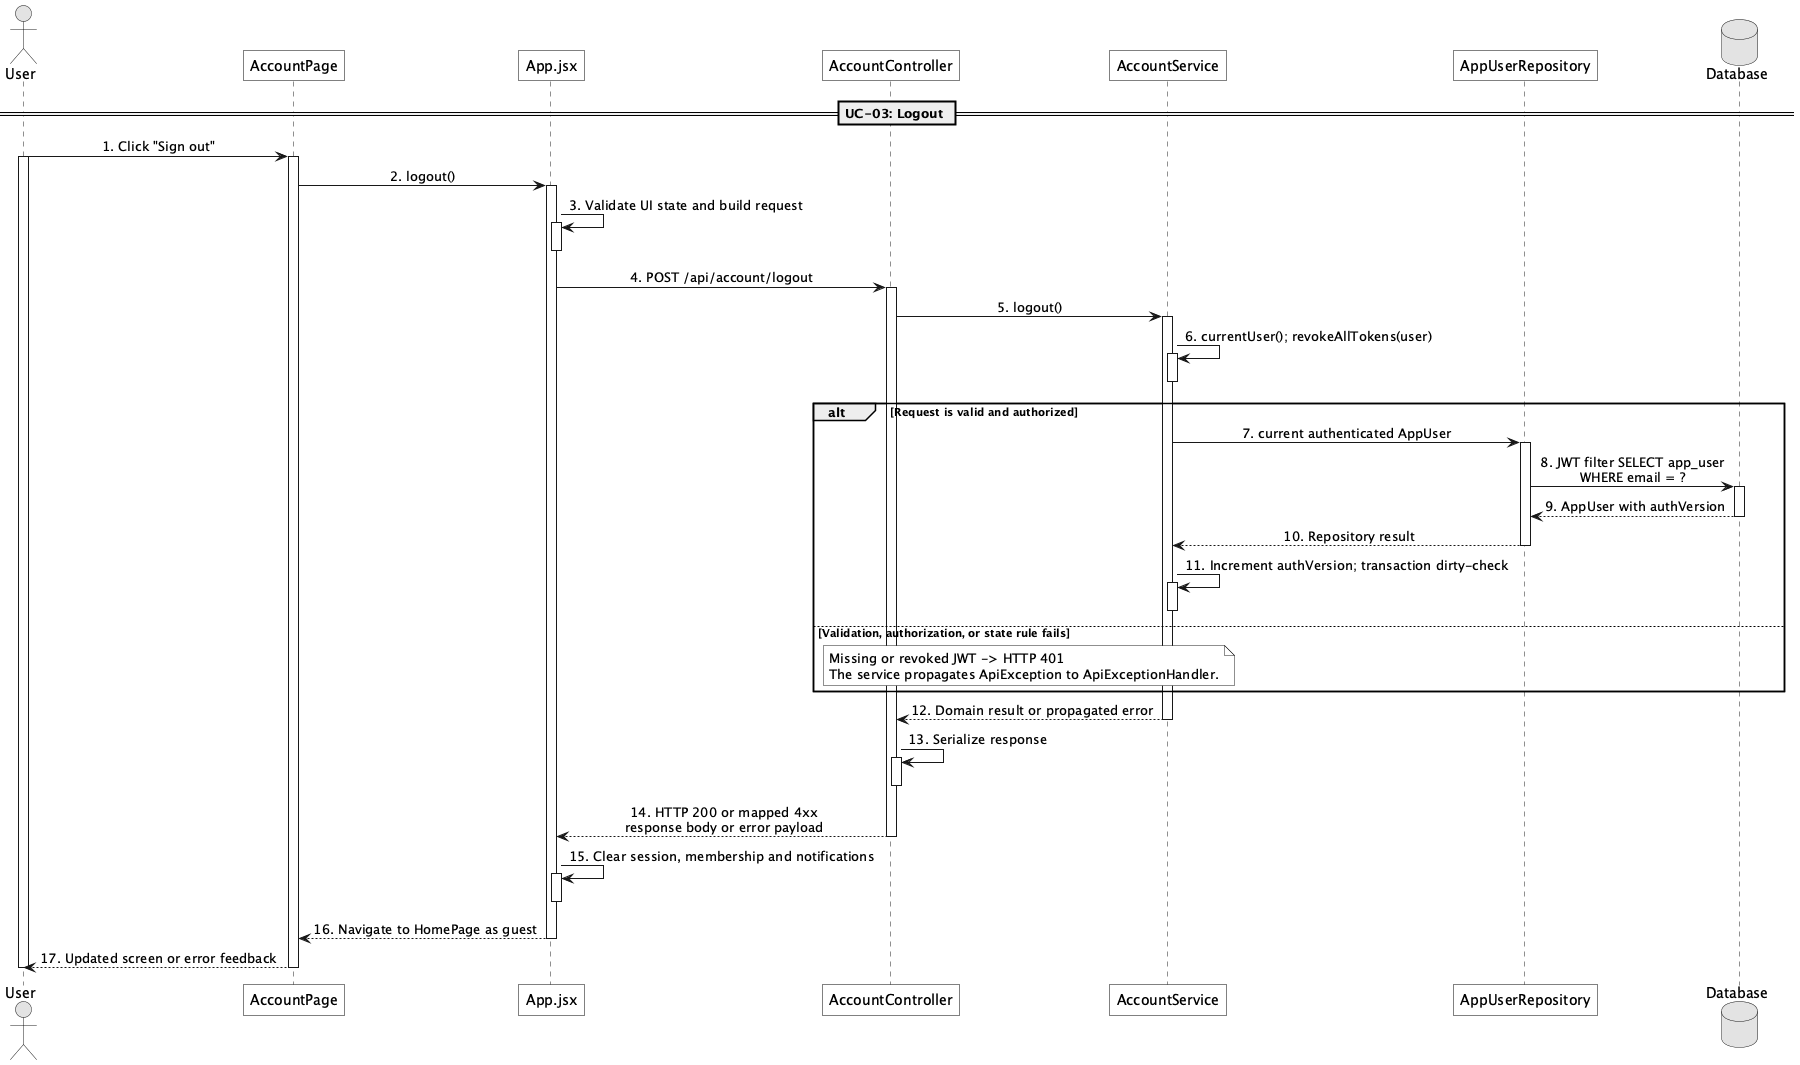 User
AccountPage
App.jsx
AccountController
AccountService
AppUserRepository
Database
UC-03: Logout
1. Click "Sign out"
2. logout()
3. Validate UI state and build request
4. POST /api/account/logout
5. logout()
6. currentUser(); revokeAllTokens(user)
alt
[Request is valid and authorized]
7. current authenticated AppUser
8. JWT filter SELECT app_user
WHERE email = ?
9. AppUser with authVersion
10. Repository result
11. Increment authVersion; transaction dirty-check
[Validation, authorization, or state rule fails]
Missing or revoked JWT -> HTTP 401
The service propagates ApiException to ApiExceptionHandler.
12. Domain result or propagated error
13. Serialize response
14. HTTP 200 or mapped 4xx
response body or error payload
15. Clear session, membership and notifications
16. Navigate to HomePage as guest
17. Updated screen or error feedback
User
AccountPage
App.jsx
AccountController
AccountService
AppUserRepository
Database